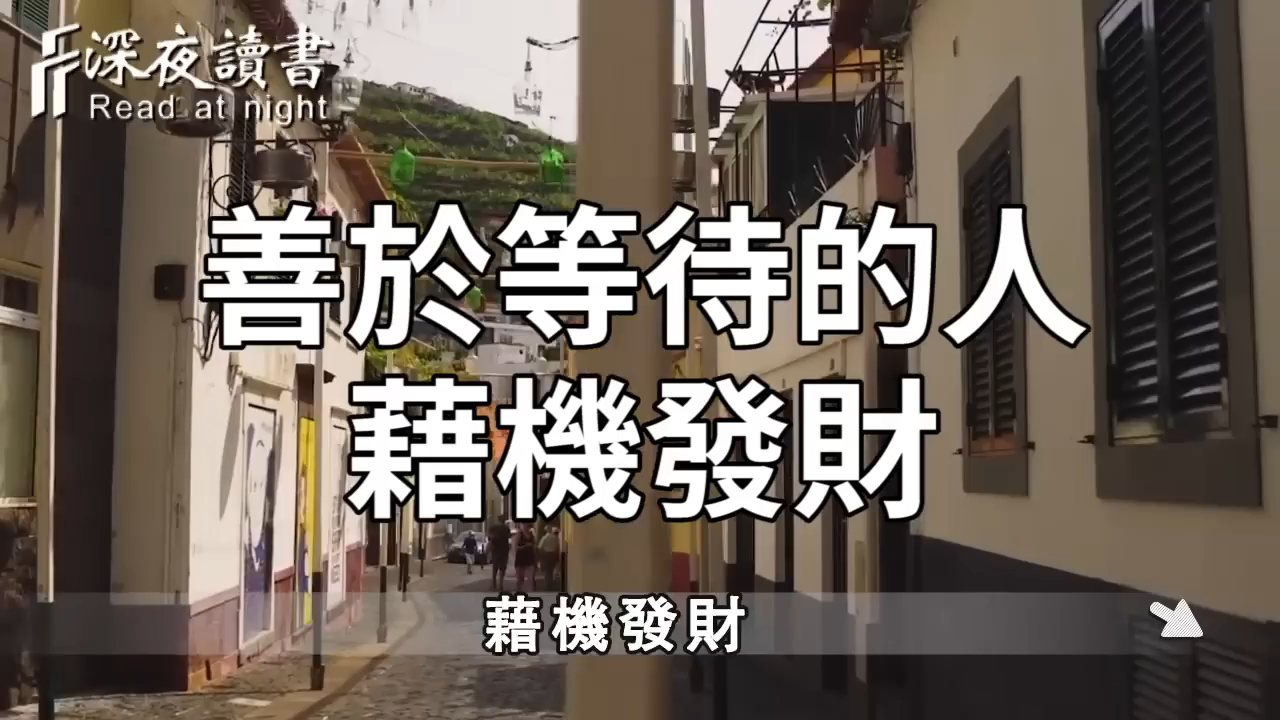 深夜讀書
Read at night
善於等待的人
藉機發財
藉機發財